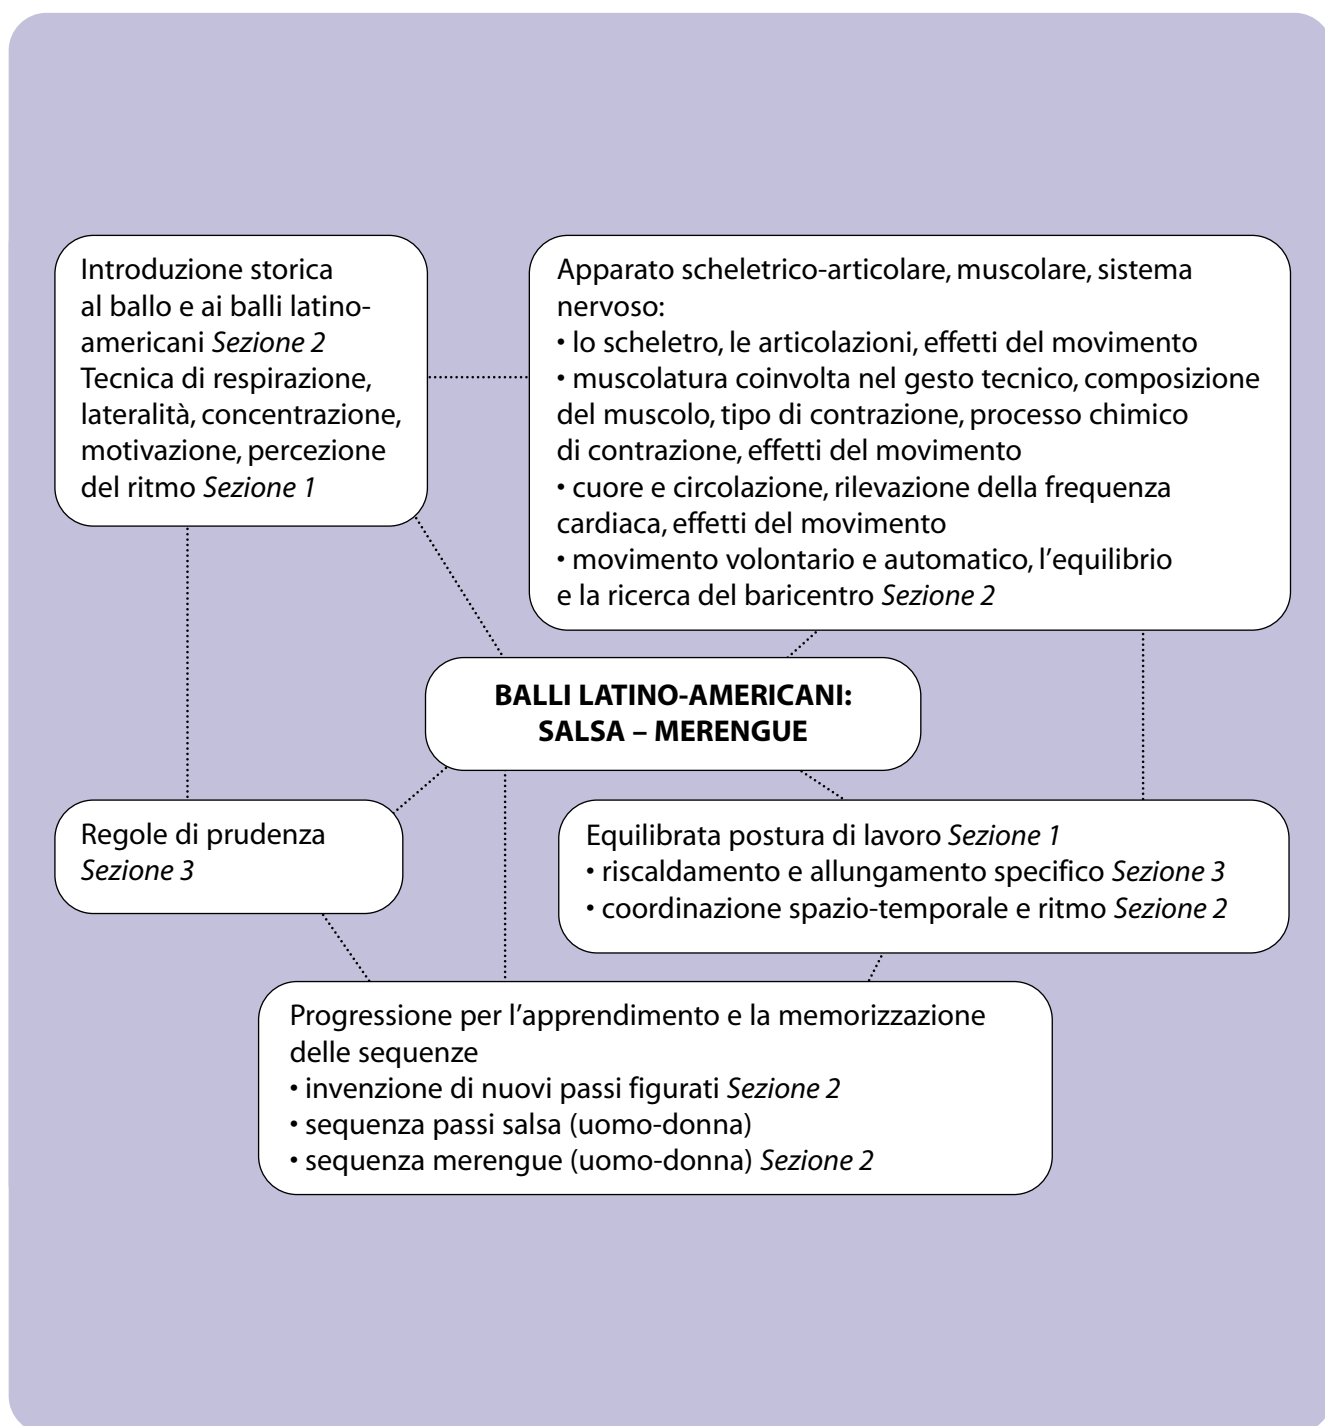 Introduzione storica
al ballo e ai balli latino-
americani Sezione 2
Tecnica di respirazione,
lateralità, concentrazione,
motivazione, percezione
del ritmo Sezione 1
Apparato scheletrico-articolare, muscolare, sistema
nervoso:
• lo scheletro, le articolazioni, effetti del movimento
• muscolatura coinvolta nel gesto tecnico, composizione
del muscolo, tipo di contrazione, processo chimico
di contrazione, effetti del movimento
• cuore e circolazione, rilevazione della frequenza
cardiaca, effetti del movimento
• movimento volontario e automatico, l'equilibrio
e la ricerca del baricentro Sezione 2
BALLI LATINO-AMERICANI:
SALSA – MERENGUE
Regole di prudenza
Sezione 3
Equilibrata postura di lavoro Sezione 1
• riscaldamento e allungamento specifico Sezione 3
• coordinazione spazio-temporale e ritmo Sezione 2
Progressione per l'apprendimento e la memorizzazione
delle sequenze
• invenzione di nuovi passi figurati Sezione 2
• sequenza passi salsa (uomo-donna)
• sequenza merengue (uomo-donna) Sezione 2